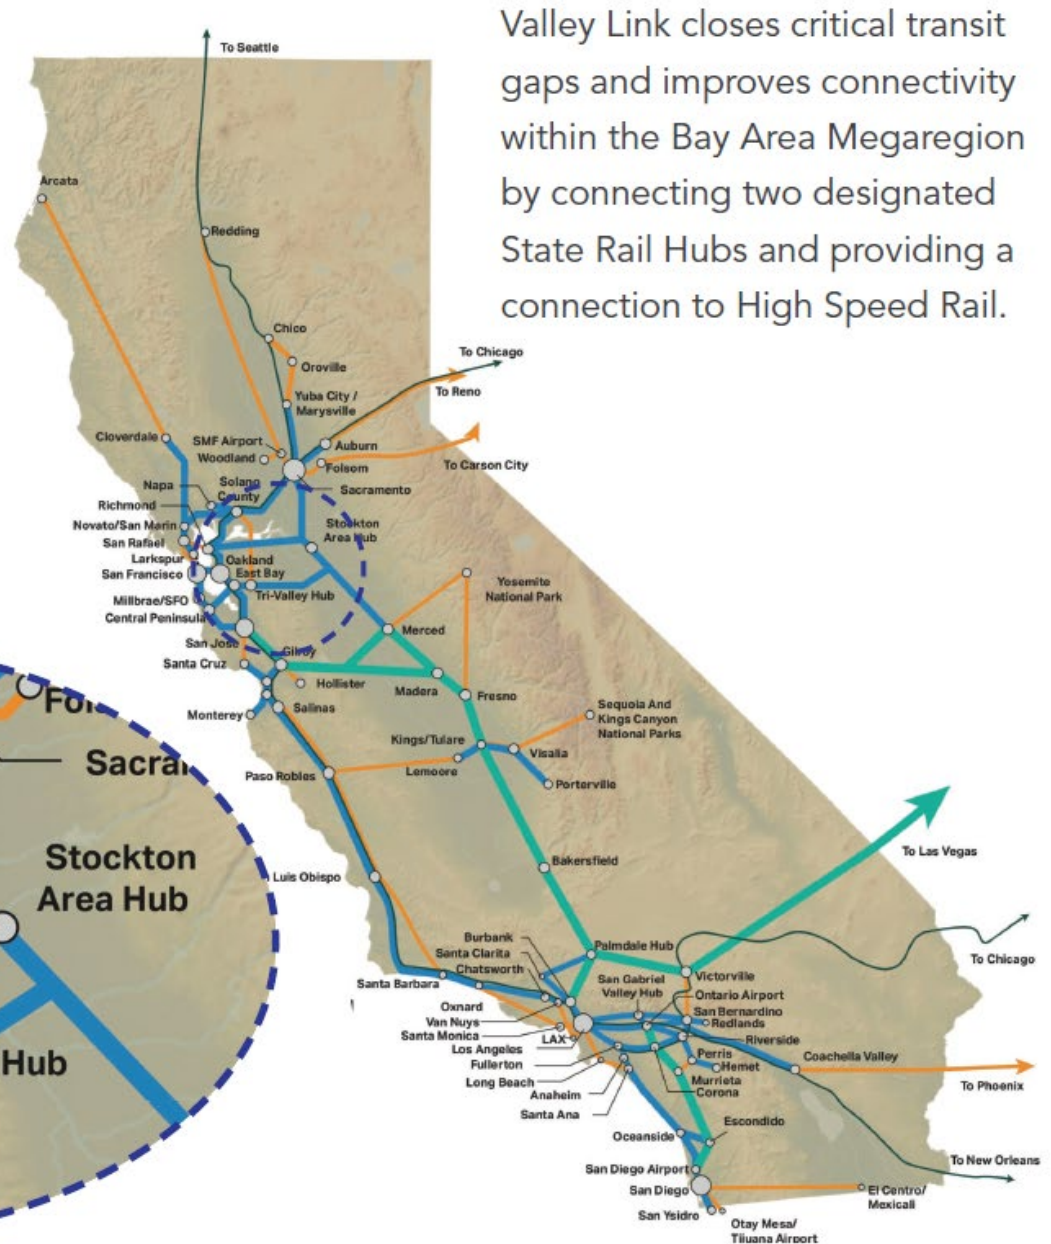 Valley Link closes critical transit
gaps and improves connectivity
within the Bay Area Megaregion
by connecting two designated
State Rail Hubs and providing a
connection to High Speed Rail.
To Seattle
Arcata
Redding
Chico
Oroville
To Chicago
To Reno
Yuba City /
Marysville
Cloverdale
SMF Airport
Woodland
Auburn
Folsom
To Carson City
Napa
Solano
County
Sacramento
Richmond
Novato/San Marin
San Rafael
Stockton
Area Hub
Larkspur
Oakland
San Francisco
East Bay
Tri-Valley Hub
Yosemite
National Park
Millbrae/SFO
Central Peninsula
Merced
San Jose
Gilroy
Santa Cruz
Hollister
Madera
Fresno
Monterey
Salinas
Sequoia And
Kings Canyon
National Parks
Kings/Tulare
Visalia
Lemoore
Paso Robles
Porterville
Luis Obispo
Bakersfield
To Las Vegas
Sacra
Stockton
Area Hub
Hub
Burbank
Santa Clarita
Chatsworth
Palmdale Hub
To Chicago
Santa Barbara
San Gabriel
Valley Hub
Victorville
Ontario Airport
Oxnard
Van Nuys
Santa Monica
LAX
Los Angeles
San Bernardino
Redlands
Riverside
Fullerton
Long Beach
Anaheim
Santa Ana
Perris
Hemet
Murrieta
Corona
Coachella Valley
To Phoenix
Escondido
Oceanside
San Diego Airport
San Diego
San Ysidro
To New Orleans
El Centro/
Mexicali
Otay Mesa/
Tijuana Airport